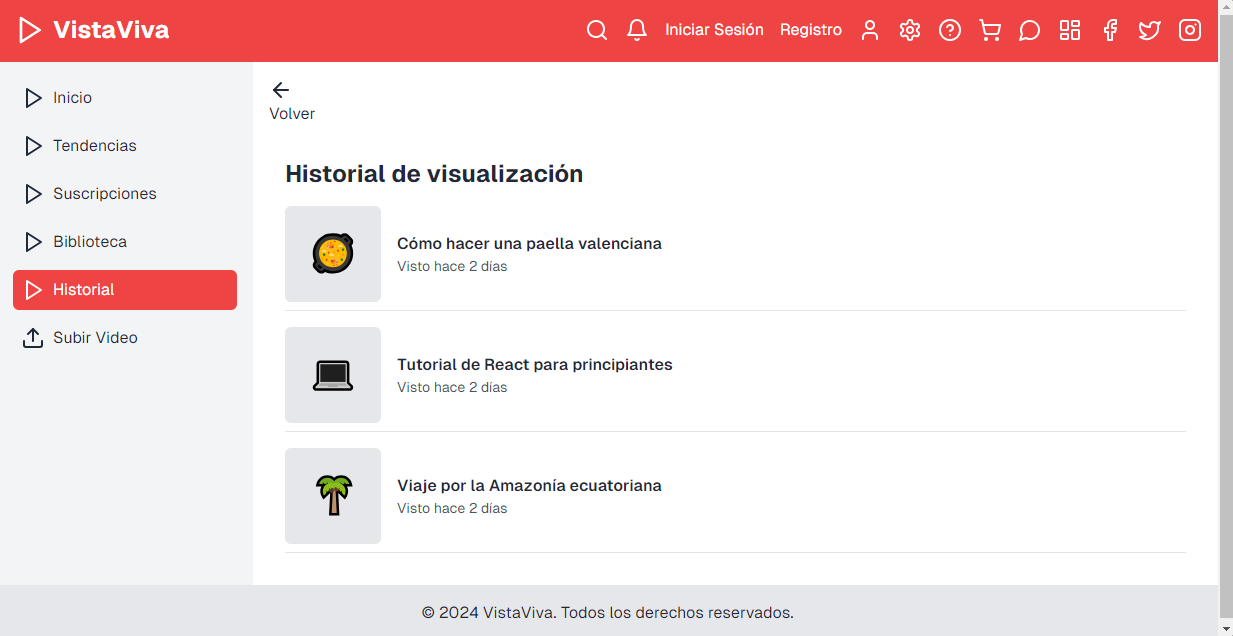 VistaViva
Iniciar Sesión
Registro
Inicio
Tendencias
Suscripciones
Biblioteca
Historial
Subir Video
Volver
Historial de visualización
Cómo hacer una paella valenciana
Visto hace 2 días
Tutorial de React para principiantes
Visto hace 2 días
Viaje por la Amazonía ecuatoriana
Visto hace 2 días
© 2024 VistaViva. Todos los derechos reservados.